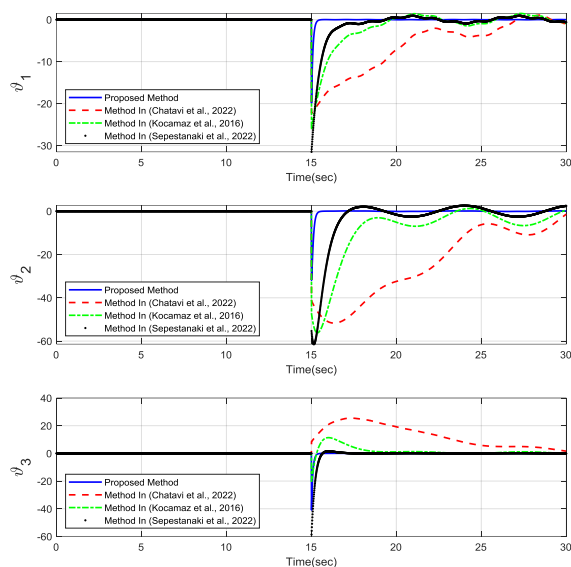 0
-10
-20
-30
ϑ1
Proposed Method
Method In (Chatavi et al., 2022)
Method In (Kocamaz et al., 2016)
Method In (Sepestanaki et al., 2022)
0 5 10 15 20 25 30
Time(sec)
0
-20
-40
-60
ϑ2
Proposed Method
Method In (Chatavi et al., 2022)
Method In (Kocamaz et al., 2016)
Method In (Sepestanaki et al., 2022)
0 5 10 15 20 25 30
Time(sec)
40
20
0
-20
-40
-60
ϑ3
Proposed Method
Method In (Chatavi et al., 2022)
Method In (Kocamaz et al., 2016)
Method In (Sepestanaki et al., 2022)
0 5 10 15 20 25 30
Time(sec)